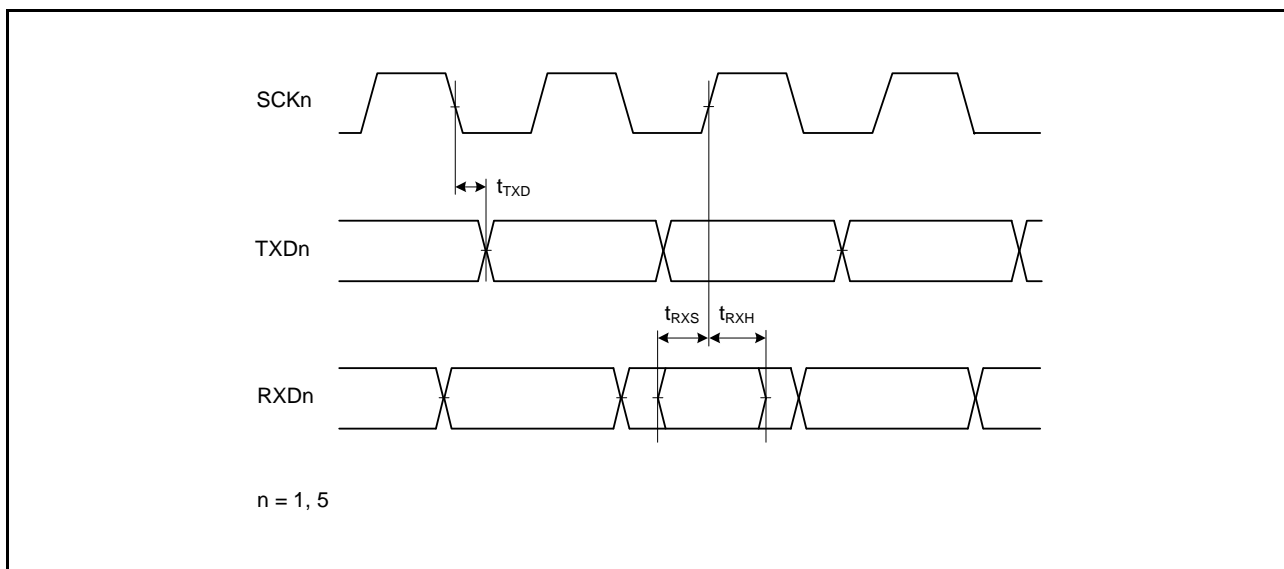 SCKn
tTXD
TXDn
tRXS tRXH
RXDn
n = 1, 5